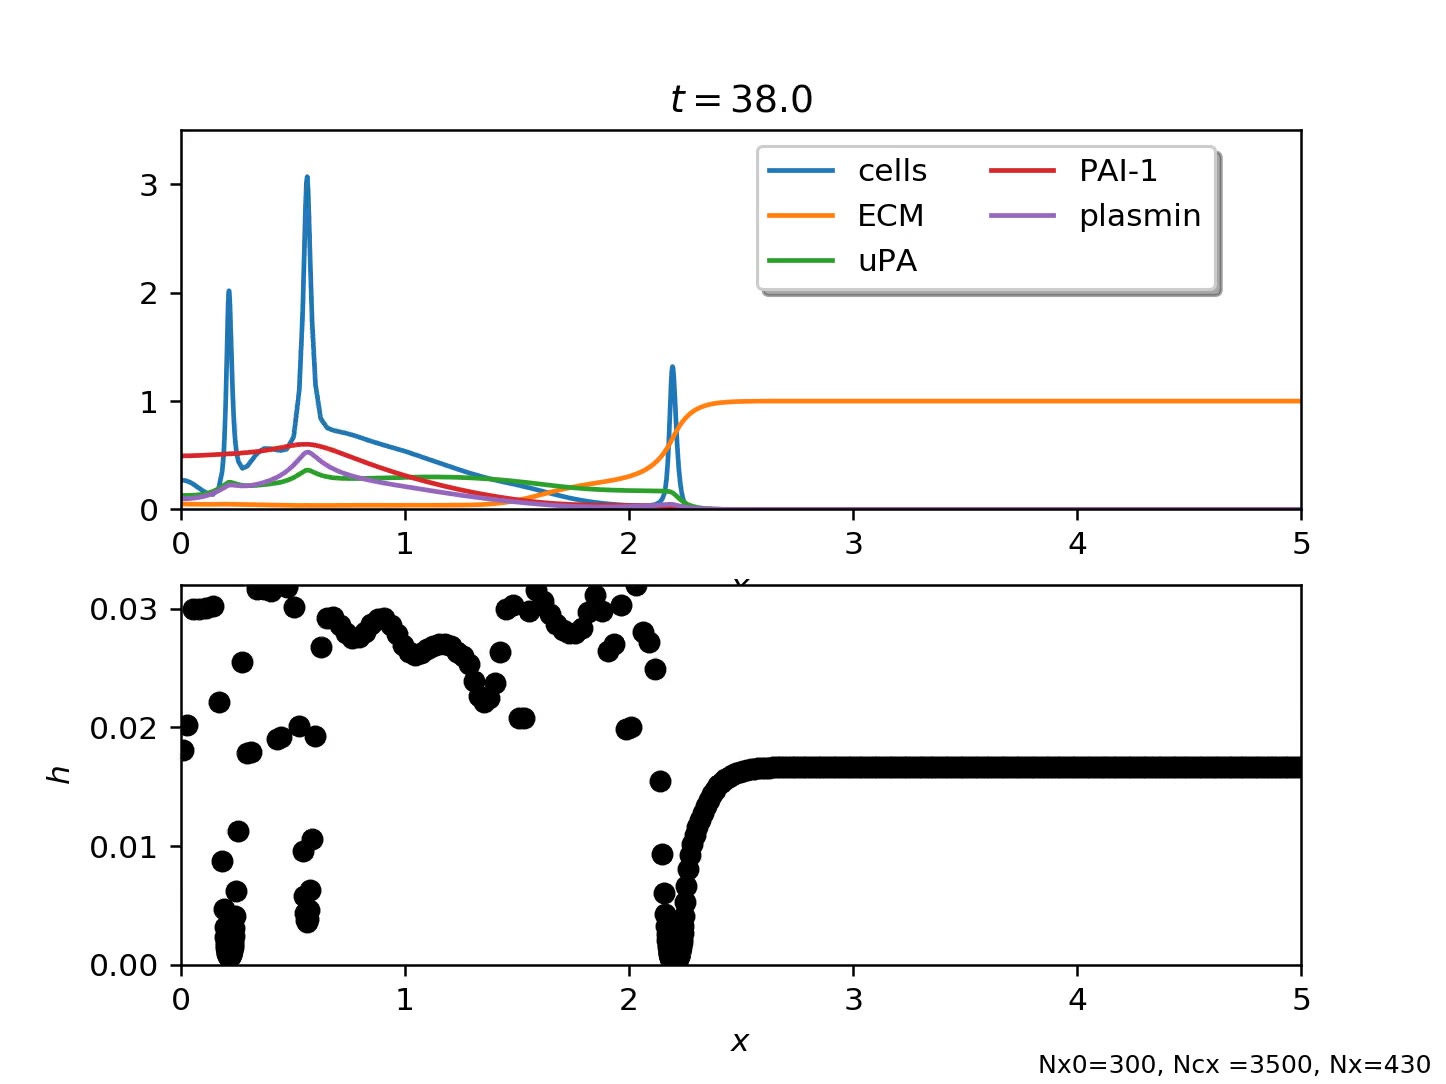 t = 38.0
3
2
1
0
cells
ECM
uPA
PAI-1
plasmin
0 1 2 3 4 5
x
0.03
0.02
0.01
0.00
h
0 1 2 3 4 5
x
Nx0=300, Ncx =3500, Nx=430